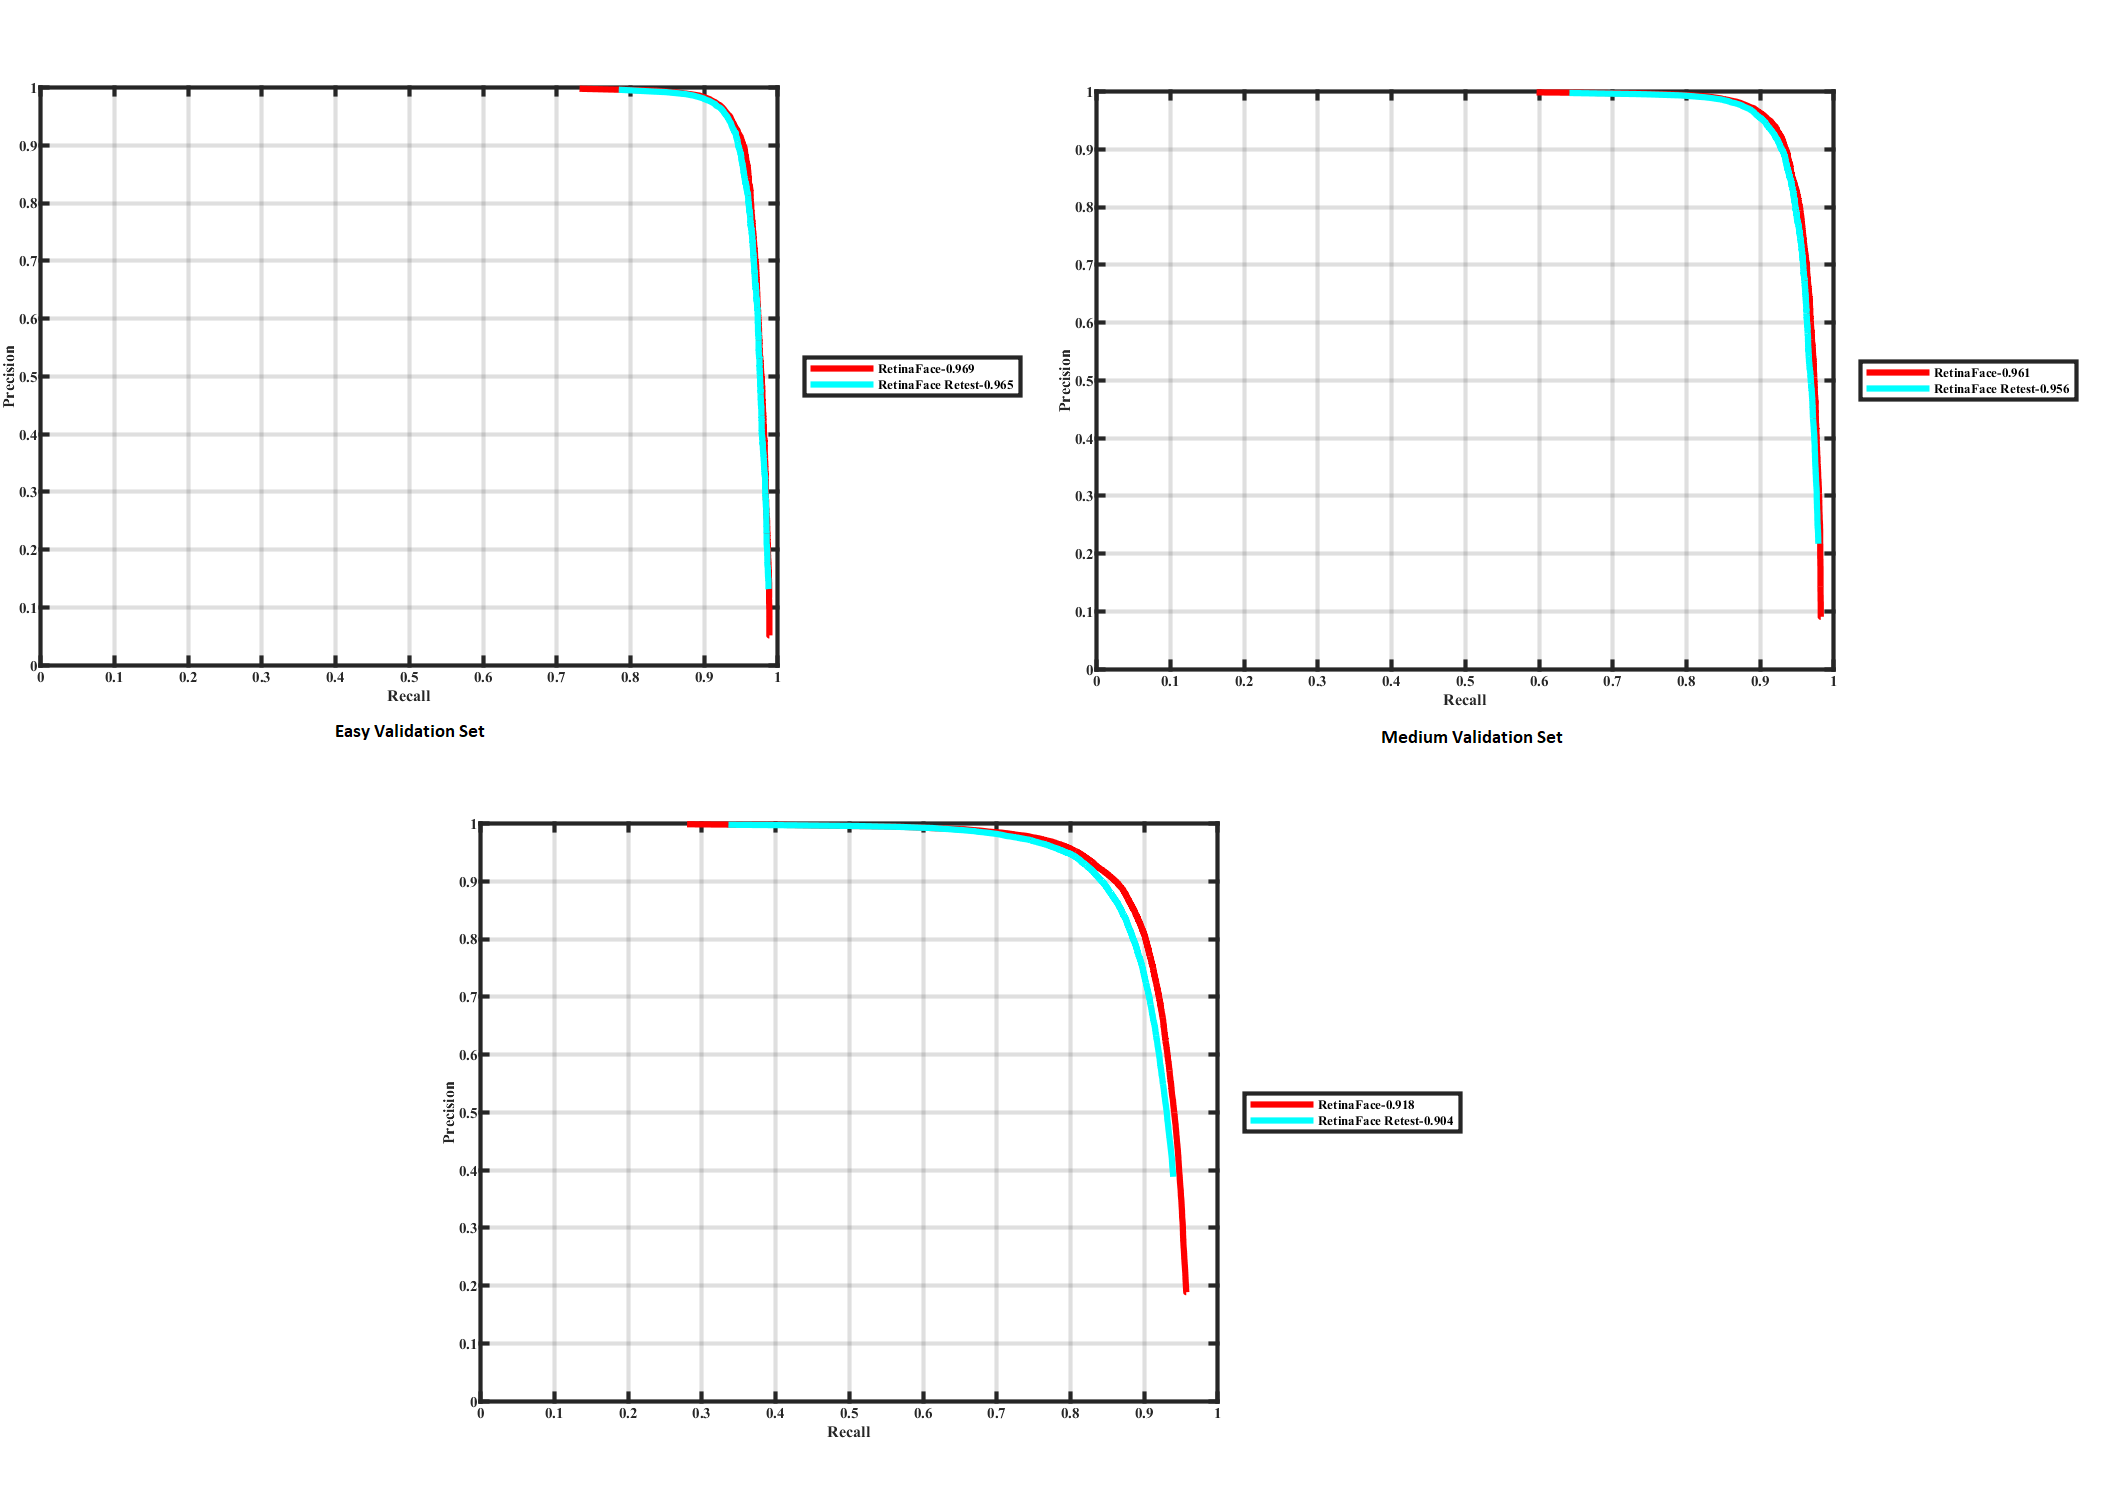 1
0.9
0.8
0.7
0.6
0.5
0.4
0.3
0.2
0.1
0
Precision
0 0.1 0.2 0.3 0.4 0.5 0.6 0.7 0.8 0.9 1
Recall
RetinaFace-0.969
RetinaFace Retest-0.965
Easy Validation Set
1
0.9
0.8
0.7
0.6
0.5
0.4
0.3
0.2
0.1
0
Precision
0 0.1 0.2 0.3 0.4 0.5 0.6 0.7 0.8 0.9 1
Recall
RetinaFace-0.961
RetinaFace Retest-0.956
Medium Validation Set
1
0.9
0.8
0.7
0.6
0.5
0.4
0.3
0.2
0.1
0
Precision
0 0.1 0.2 0.3 0.4 0.5 0.6 0.7 0.8 0.9 1
Recall
RetinaFace-0.918
RetinaFace Retest-0.904